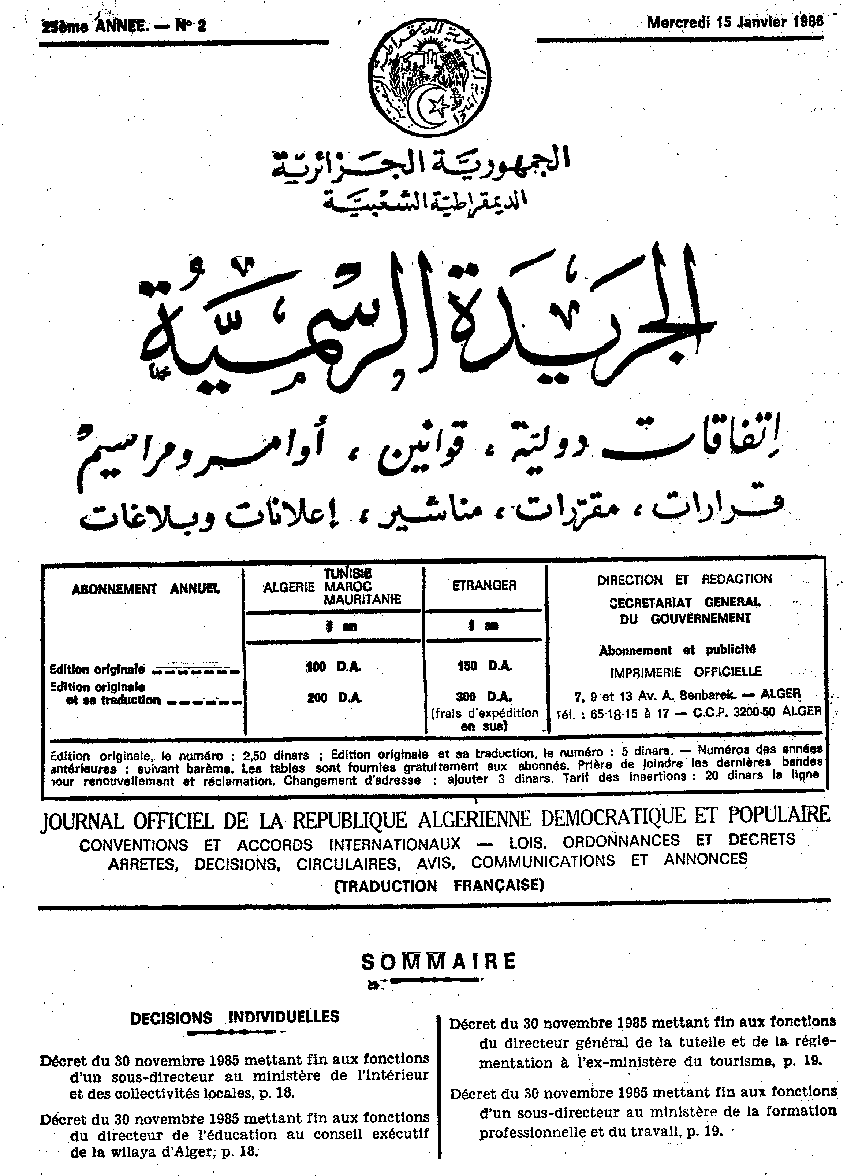 25ème ANNEE. — N° 2
Mercredi 15 Janvier 1986
الجمهورية الجزائرية
الديمقراطية الشعبية
الجريدة الرسمية
إتفاقات دولية ، قوانين ، أوامر ومراسيم
قرارات ، مقررات ، مناشير ، إعلانات وبلاغات
ABONNEMENT ANNUEL
TUNISIE
ALGERIE MAROC
MAURITANIE
1 an
ETRANGER
1 an
Edition originale
100 D.A.
150 D.A.
Edition originale
et sa traduction
200 D.A.
300 D.A.
(frais d'expédition
en sus)
DIRECTION ET REDACTION
SECRETARIAT GENERAL
DU GOUVERNEMENT
Abonnement et publicité
IMPRIMERIE OFFICIELLE
7, 9 et 13 Av. A. Benbarek — ALGER
Tél. : 65-18-15 à 17 — C.C.P. 3200-50 ALGER
Edition originale, le numéro : 2,50 dinars ; Edition originale et sa traduction, le numéro : 5 dinars. — Numéros des années
antérieures : suivant barème. Les tables sont fournies gratuitement aux abonnés. Prière de joindre les dernières bandes
pour renouvellement et réclamation. Changement d'adresse : ajouter 3 dinars. Tarif des insertions : 20 dinars la ligne
JOURNAL OFFICIEL DE LA REPUBLIQUE ALGERIENNE DEMOCRATIQUE ET POPULAIRE
CONVENTIONS ET ACCORDS INTERNATIONAUX — LOIS, ORDONNANCES ET DECRETS
ARRETES, DECISIONS, CIRCULAIRES, AVIS, COMMUNICATIONS ET ANNONCES
(TRADUCTION FRANÇAISE)
SOMMAIRE
DECISIONS INDIVIDUELLES
Décret du 30 novembre 1985 mettant fin aux fonctions
d'un sous-directeur au ministère de l'intérieur
et des collectivités locales, p. 18.
Décret du 30 novembre 1985 mettant fin aux fonctions
du directeur de l'éducation au conseil exécutif
de la wilaya d'Alger, p. 18.
Décret du 30 novembre 1985 mettant fin aux fonctions
du directeur général de la tutelle et de la régle-
mentation à l'ex-ministère du tourisme, p. 19.
Décret du 30 novembre 1985 mettant fin aux fonctions
d'un sous-directeur au ministère de la formation
professionnelle et du travail, p. 19.